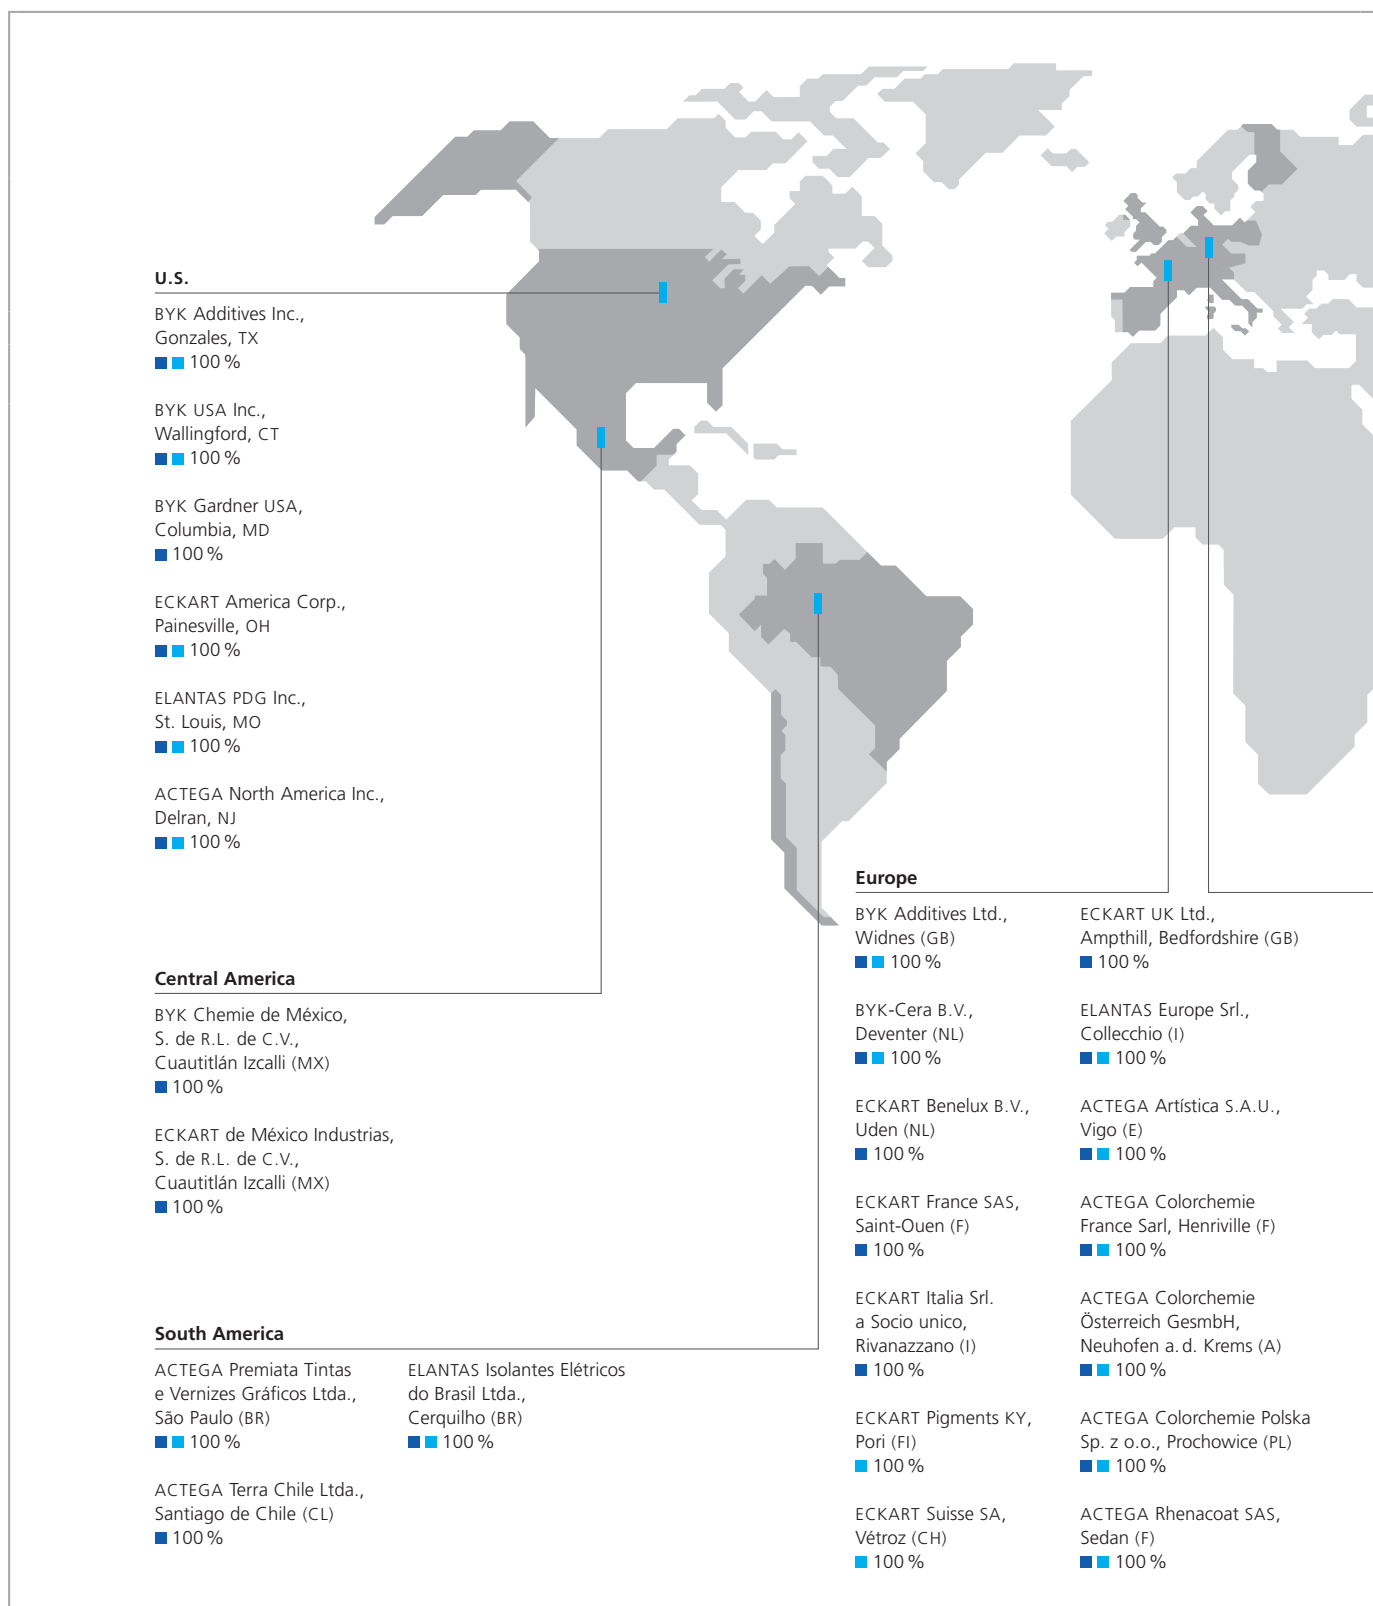 U.S.
BYK Additives Inc.,
Gonzales, TX
100 %
BYK USA Inc.,
Wallingford, CT
100 %
BYK Gardner USA,
Columbia, MD
100 %
ECKART America Corp.,
Painesville, OH
100 %
ELANTAS PDG Inc.,
St. Louis, MO
100 %
ACTEGA North America Inc.,
Delran, NJ
100 %
Central America
BYK Chemie de México,
S. de R.L. de C.V.,
Cuautitlán Izcalli (MX)
100 %
ECKART de México Industrias,
S. de R.L. de C.V.,
Cuautitlán Izcalli (MX)
100 %
South America
ACTEGA Premiata Tintas
e Vernizes Gráficos Ltda.,
São Paulo (BR)
100 %
ACTEGA Terra Chile Ltda.,
Santiago de Chile (CL)
100 %
ELANTAS Isolantes Elétricos
do Brasil Ltda.,
Cerquilho (BR)
100 %
Europe
BYK Additives Ltd.,
Widnes (GB)
100 %
BYK-Cera B.V.,
Deventer (NL)
100 %
ECKART Benelux B.V.,
Uden (NL)
100 %
ECKART France SAS,
Saint-Ouen (F)
100 %
ECKART Italia Srl.
a Socio unico,
Rivanazzano (I)
100 %
ECKART Pigments KY,
Pori (FI)
100 %
ECKART Suisse SA,
Vétroz (CH)
100 %
ECKART UK Ltd.,
Ampthill, Bedfordshire (GB)
100 %
ELANTAS Europe Srl.,
Collecchio (I)
100 %
ACTEGA Artística S.A.U.,
Vigo (E)
100 %
ACTEGA Colorchemie
France Sarl, Henriville (F)
100 %
ACTEGA Colorchemie
Österreich GesmbH,
Neuhofen a. d. Krems (A)
100 %
ACTEGA Colorchemie Polska
Sp. z o.o., Prochowice (PL)
100 %
ACTEGA Rhenacoat SAS,
Sedan (F)
100 %